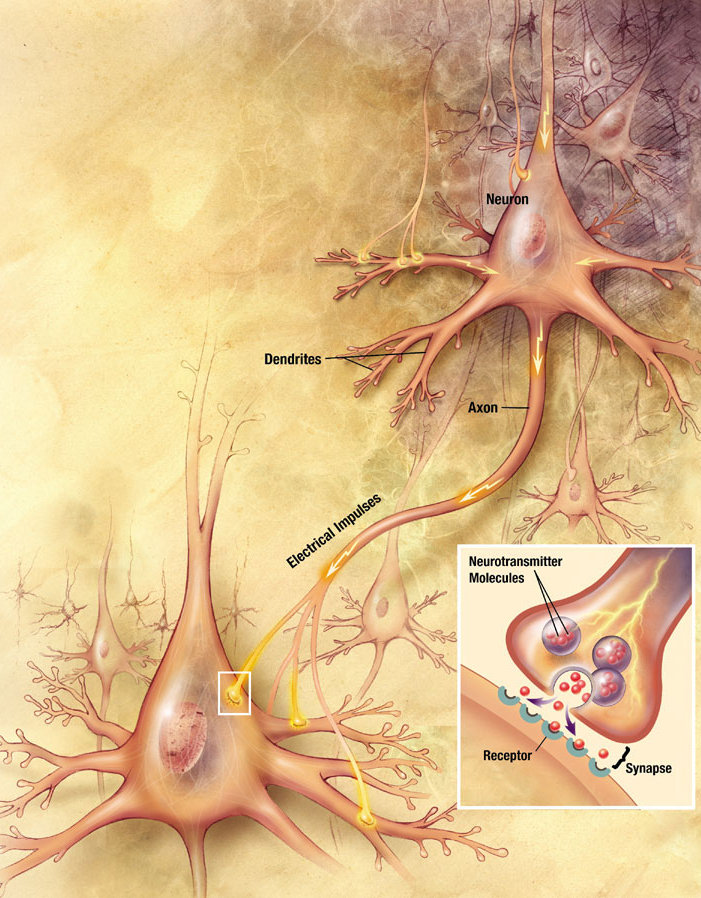 Neuron
Dendrites
Axon
Electrical Impulses
Neurotransmitter
Molecules
Receptor
Synapse